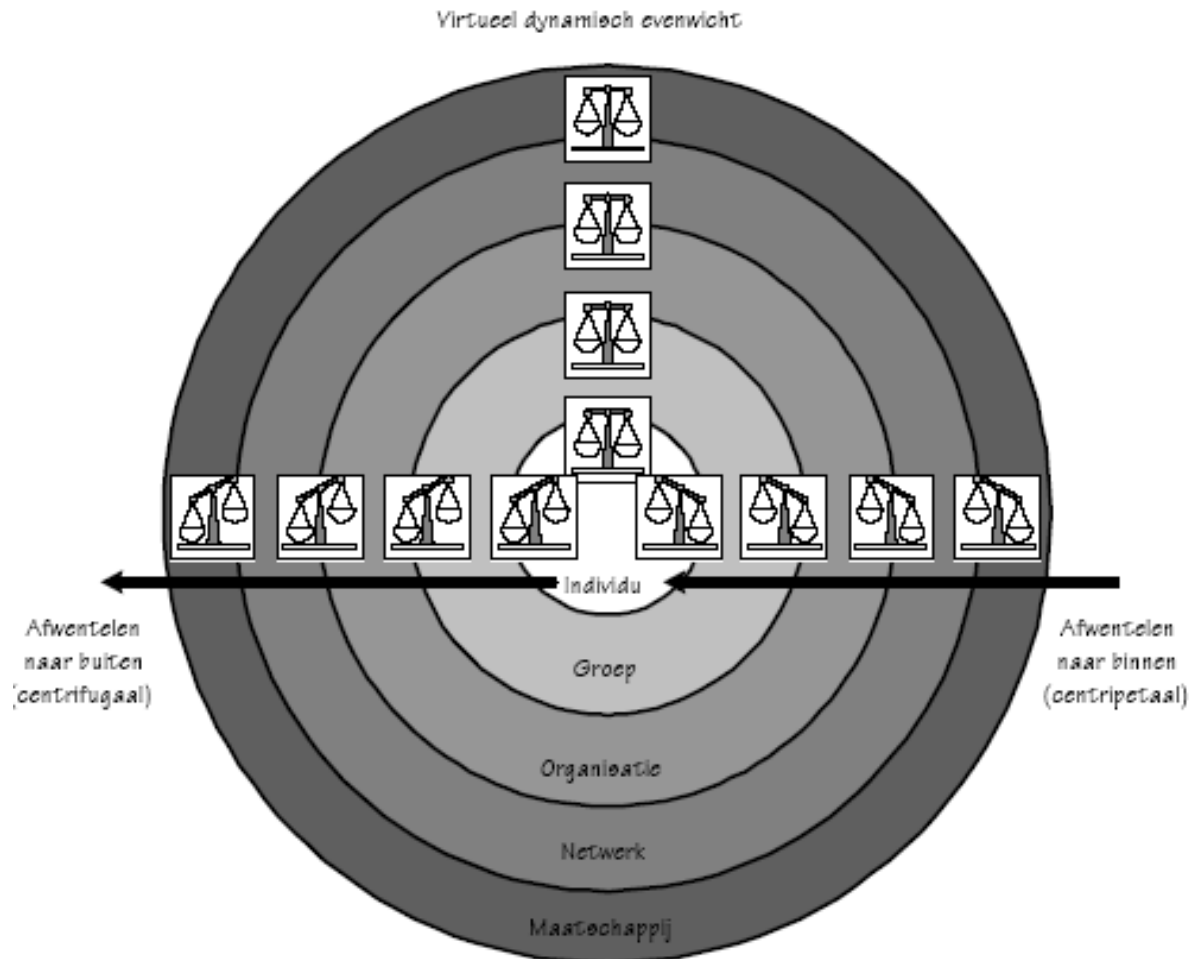 Virtueel dynamisch evenwicht
Individu
Afwentelen
naar buiten
(centrifugaal)
Afwentelen
naar binnen
(centripetaal)
Groep
Organisatie
Netwerk
Maatschappij